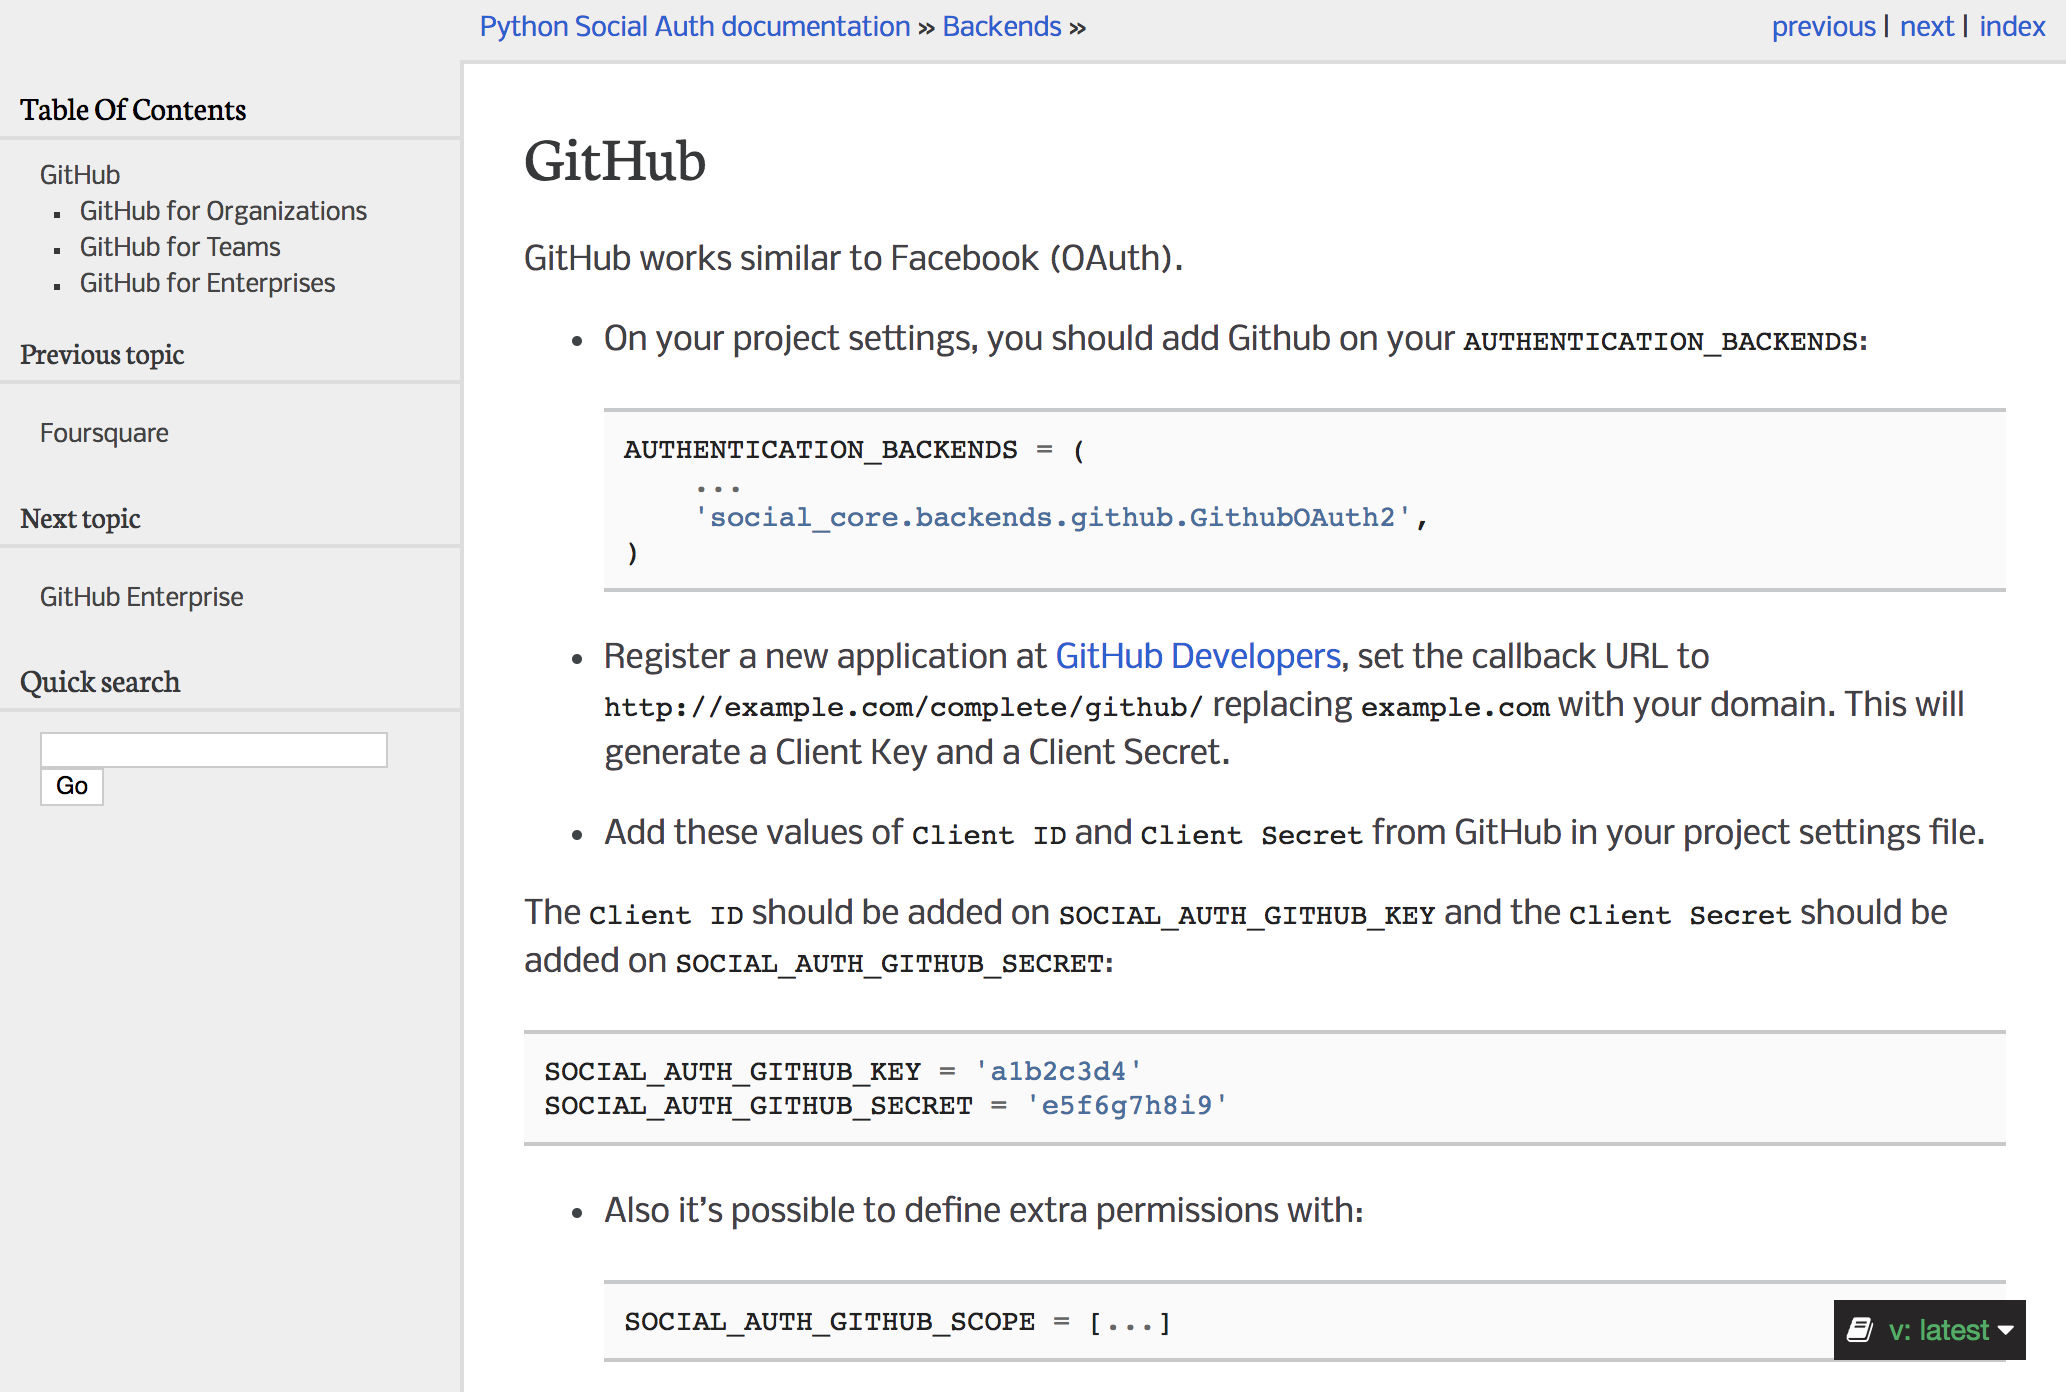 Python Social Auth documentation » Backends »
previous | next | index
Table Of Contents
GitHub
▪ GitHub for Organizations
▪ GitHub for Teams
▪ GitHub for Enterprises
Previous topic
Foursquare
Next topic
GitHub Enterprise
Quick search
Go
GitHub
GitHub works similar to Facebook (OAuth).
• On your project settings, you should add Github on your AUTHENTICATION_BACKENDS:
AUTHENTICATION_BACKENDS = (
    ...
    'social_core.backends.github.GithubOAuth2',
)
• Register a new application at GitHub Developers, set the callback URL to
http://example.com/complete/github/ replacing example.com with your domain. This will
generate a Client Key and a Client Secret.
• Add these values of Client ID and Client Secret from GitHub in your project settings file.
The Client ID should be added on SOCIAL_AUTH_GITHUB_KEY and the Client Secret should be
added on SOCIAL_AUTH_GITHUB_SECRET:
SOCIAL_AUTH_GITHUB_KEY = 'a1b2c3d4'
SOCIAL_AUTH_GITHUB_SECRET = 'e5f6g7h8i9'
• Also it’s possible to define extra permissions with:
SOCIAL_AUTH_GITHUB_SCOPE = [...]
v: latest